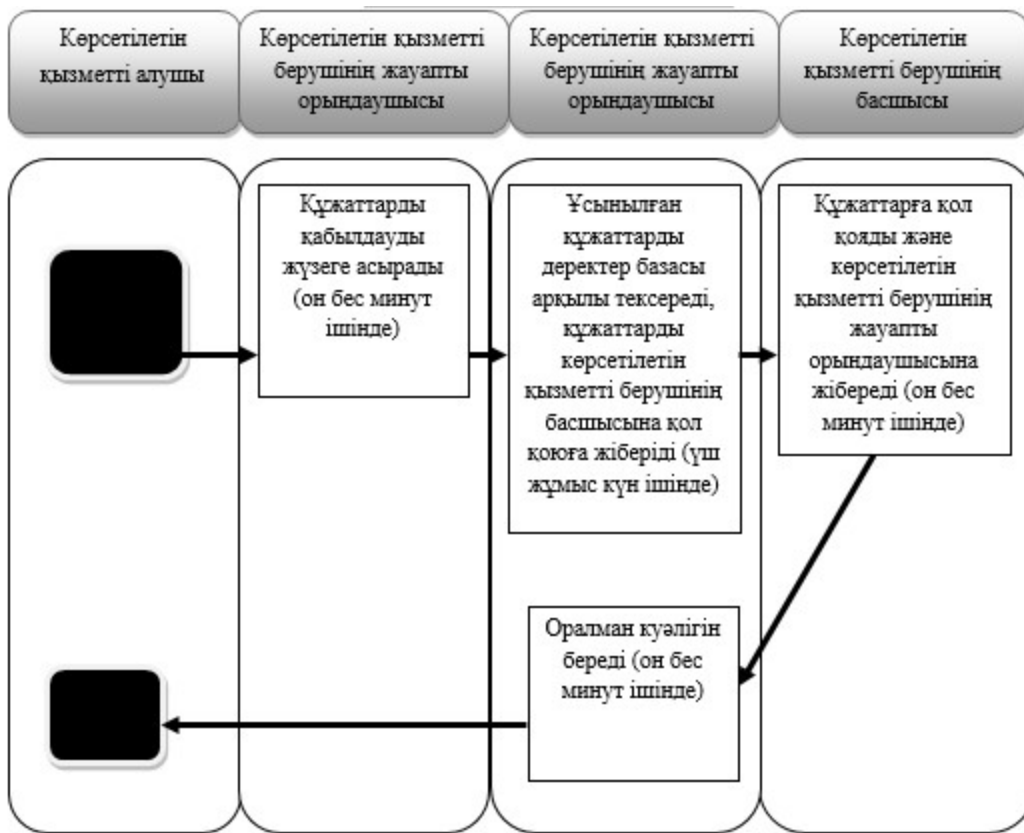 Көрсетілетін
қызметті алушы
Көрсетілетін қызметті
берушінің жауапты
орындаушысы
Көрсетілетін қызметті
берушінің жауапты
орындаушысы
Көрсетілетін
қызметті берушінің
басшысы
Құжаттарды
қабылдауды
жүзеге асырады
(он бес минут
ішінде)
Ұсынылған
құжаттарды
деректер базасы
арқылы тексереді,
құжаттарды
көрсетілетін
қызметті берушінің
басшысына қол
қоюға жіберіді (үш
жұмыс күн ішінде)
Құжаттарға қол
қояды және
көрсетілетін
қызметті берушінің
жауапты
орындаушысына
жібереді (он бес
минут ішінде)
Оралман куәлігін
береді (он бес
минут ішінде)